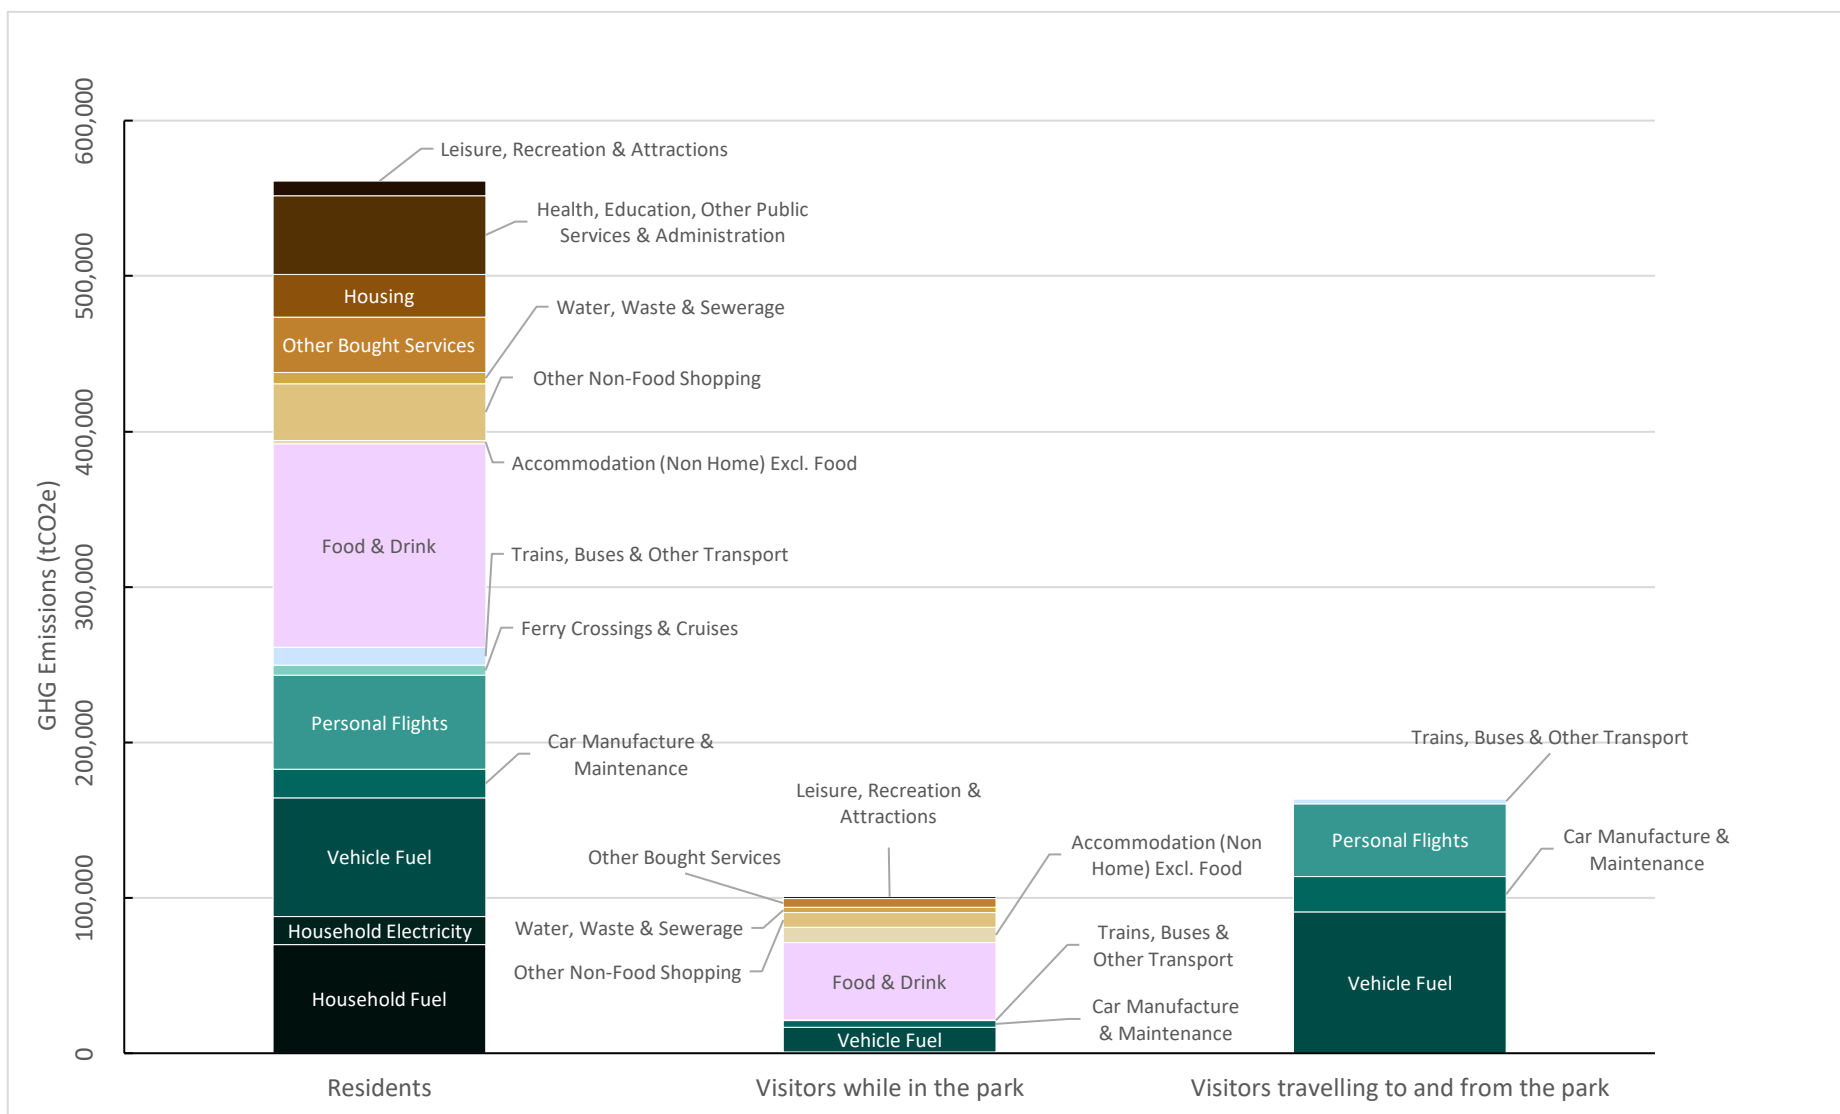 GHG Emissions (tCO2e)
600,000
500,000
400,000
300,000
200,000
100,000
0
Leisure, Recreation & Attractions
Health, Education, Other Public
Services & Administration
Housing
Water, Waste & Sewerage
Other Bought Services
Other Non-Food Shopping
Accommodation (Non Home) Excl. Food
Food & Drink
Trains, Buses & Other Transport
Ferry Crossings & Cruises
Personal Flights
Car Manufacture &
Maintenance
Vehicle Fuel
Household Electricity
Household Fuel
Leisure, Recreation &
Attractions
Other Bought Services
Accommodation (Non
Home) Excl. Food
Water, Waste & Sewerage
Other Non-Food Shopping
Trains, Buses &
Other Transport
Food & Drink
Car Manufacture
& Maintenance
Vehicle Fuel
Trains, Buses & Other Transport
Personal Flights
Car Manufacture &
Maintenance
Vehicle Fuel
Residents
Visitors while in the park
Visitors travelling to and from the park